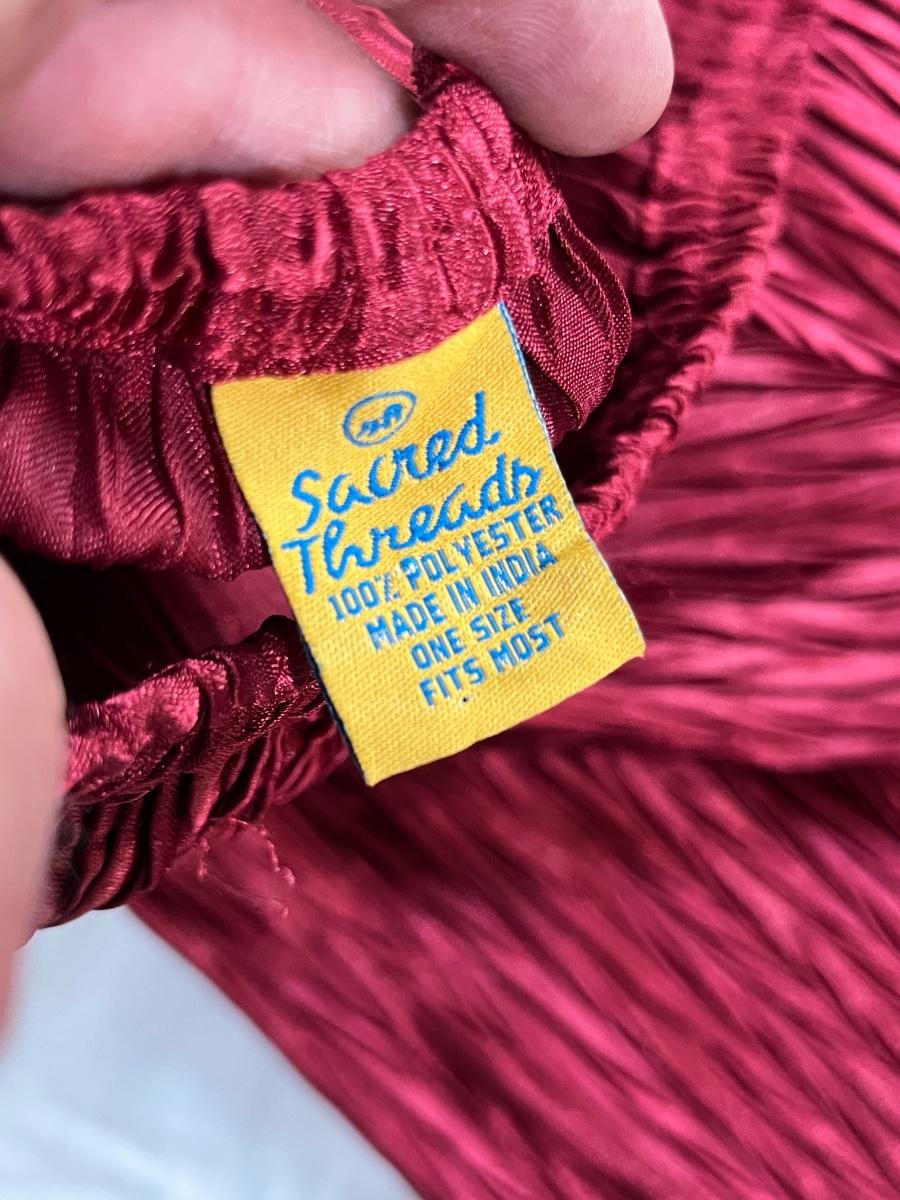 Sacred
Threads
100% POLYESTER
MADE IN INDIA
ONE SIZE
FITS MOST